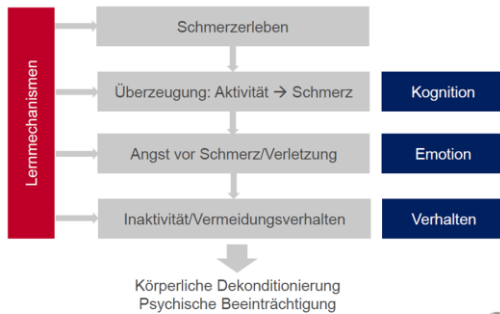 Lernmechanismen
Schmerzerleben
Überzeugung: Aktivität → Schmerz
Kognition
Angst vor Schmerz/Verletzung
Emotion
Inaktivität/Vermeidungsverhalten
Verhalten
Körperliche Dekonditionierung
Psychische Beeinträchtigung